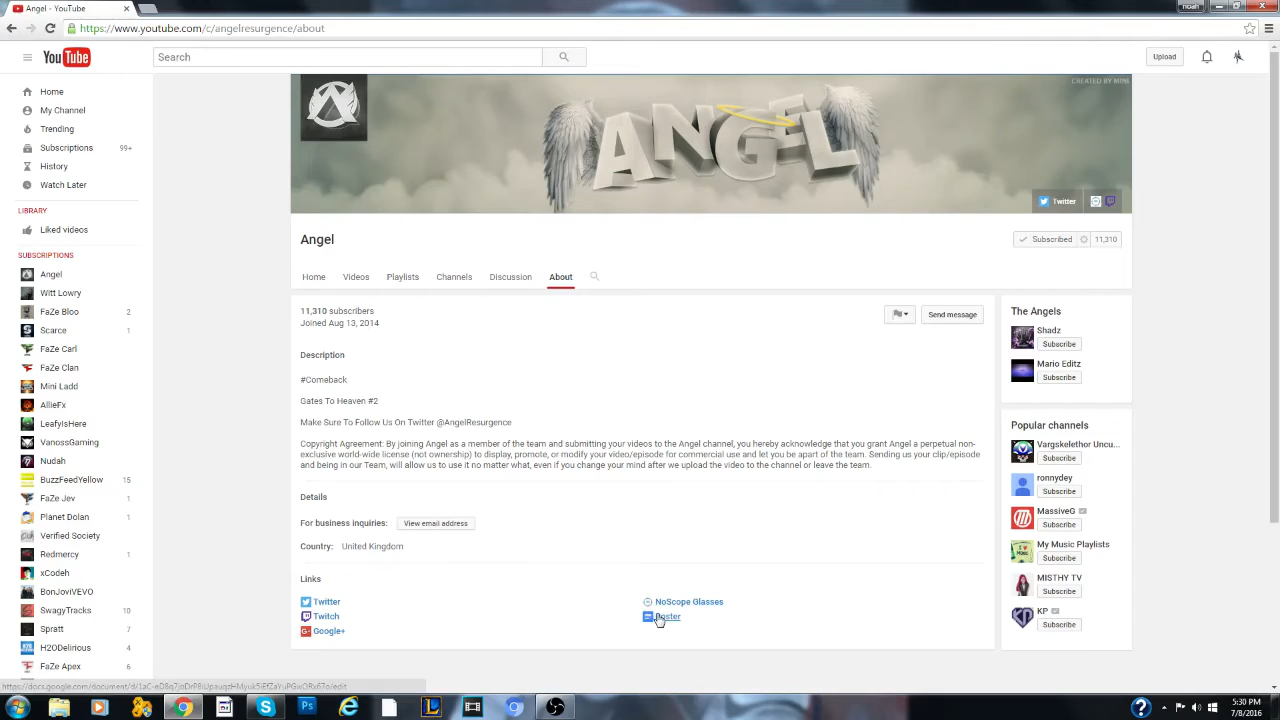 Angel - YouTube
noah
https://www.youtube.com/c/angelresurgence/about
YouTube
Search
Upload
Home
My Channel
Trending
Subscriptions 99+
History
Watch Later
LIBRARY
Liked videos
SUBSCRIPTIONS
Angel
Witt Lowry
FaZe Bloo 2
Scarce 1
FaZe Carl
FaZe Clan
Mini Ladd
AllieFx
LeafyIsHere
VanossGaming
Nudah
BuzzFeedYellow 15
FaZe Jev
Planet Dolan
Verified Society
Redmercy 1
xCodeh
BonJoviVEVO
SwagyTracks 10
Spratt
H2ODelirious 4
FaZe Apex 6
CREATED BY MINI
ANGEL
Twitter
Angel
Subscribed 11,310
Home Videos Playlists Channels Discussion About
11,310 subscribers
Joined Aug 13, 2014
Send message
Description
#Comeback
Gates To Heaven #2
Make Sure To Follow Us On Twitter @AngelResurgence
Copyright Agreement: By joining Angel as a member of the team and submitting your videos to the Angel channel, you hereby acknowledge that you grant Angel a perpetual non-
exclusive world-wide license (not ownership) to display, promote, or modify your video/episode for commercial use and let you be apart of the team. Sending us your clip/episode
and being in our Team, will allow us to use it no matter what, even if you change your mind after we upload the video to the channel or leave the team.
Details
For business inquiries: View email address
Country: United Kingdom
Links
Twitter
Twitch
Google+
NoScope Glasses
The Angels
Shadz
Subscribe
Mario Editz
Subscribe
Popular channels
Vargskelethor Uncu...
Subscribe
ronnydey
Subscribe
MassiveG
Subscribe
My Music Playlists
Subscribe
MISTHY TV
Subscribe
KP
Subscribe
5:30 PM
7/8/2016